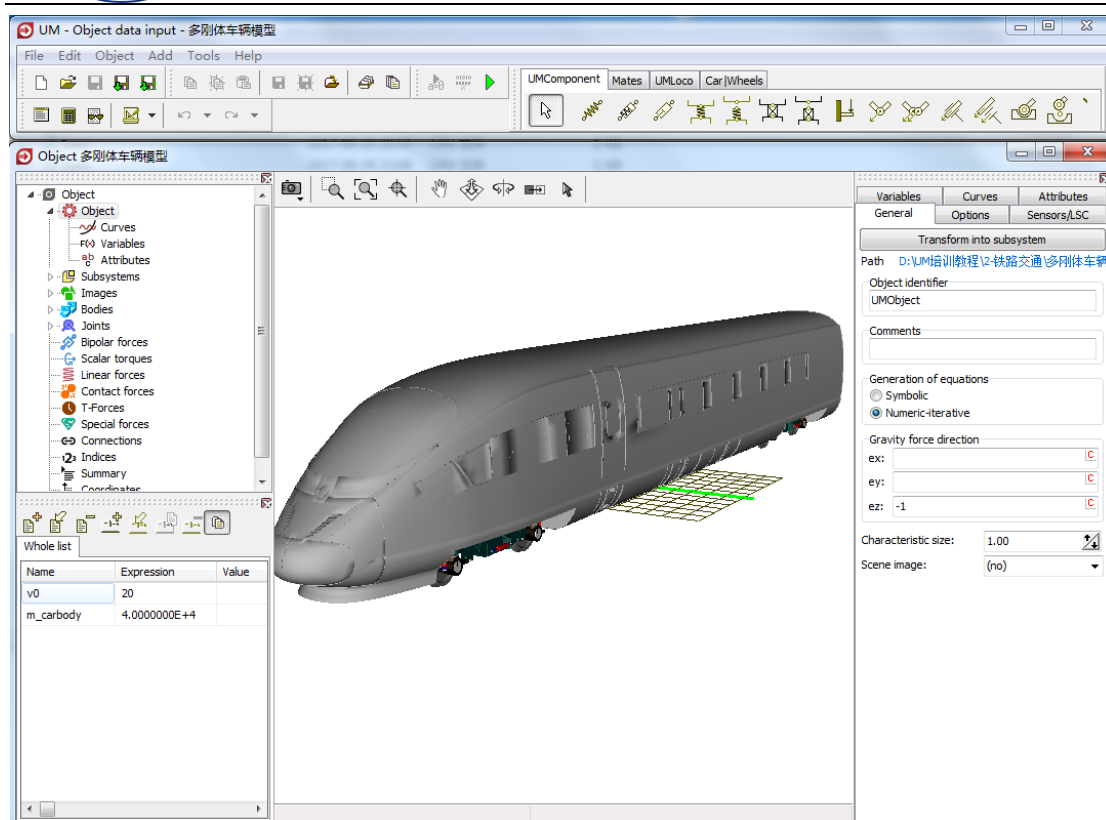 UM - Object data input - 多刚体车辆模型
File Edit Object Add Tools Help
UMComponent Mates UMLoco Car|Wheels
Object 多刚体车辆模型
Object
Object
Curves
F(x) Variables
ab Attributes
Subsystems
Images
Bodies
Joints
Bipolar forces
Scalar torques
Linear forces
Contact forces
T-Forces
Special forces
Connections
123 Indices
Summary
Coordinates
Whole list
Name Expression Value
v0 20
m_carbody 4.0000000E+4
Variables Curves Attributes
General Options Sensors/LSC
Transform into subsystem
Path D:\UM培训教程\2-铁路交通\多刚体车辆
Object identifier
UMObject
Comments
Generation of equations
Symbolic
Numeric-iterative
Gravity force direction
ex: C
ey: C
ez: -1 C
Characteristic size: 1.00
Scene image: (no)